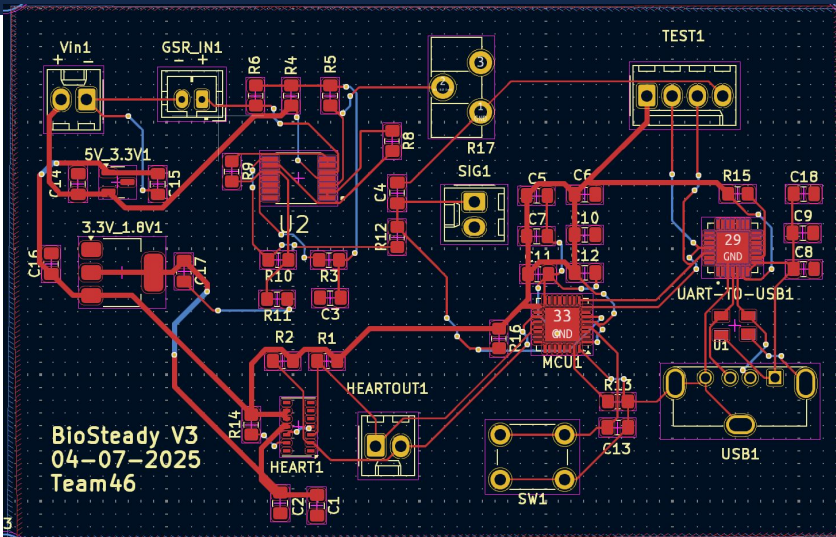 Vin1
+ -
GSR_IN1
- +
R6
R4
R5
3
2
1
R17
TEST1
5V_3.3V1
C14
C15
R9
R8
C4
SIG1
C5
C6
R15
C18
U2
R12
C7
C10
29
GND
C9
3.3V_1.8V1
C16
C17
R10
R3
C11
C12
C8
R11
C3
UART-TO-USB1
R2
R1
R16
33
GND
MCU1
U1
HEARTOUT1
R13
R14
HEART1
C13
USB1
BioSteady V3
04-07-2025
Team46
C2
C1
SW1
3